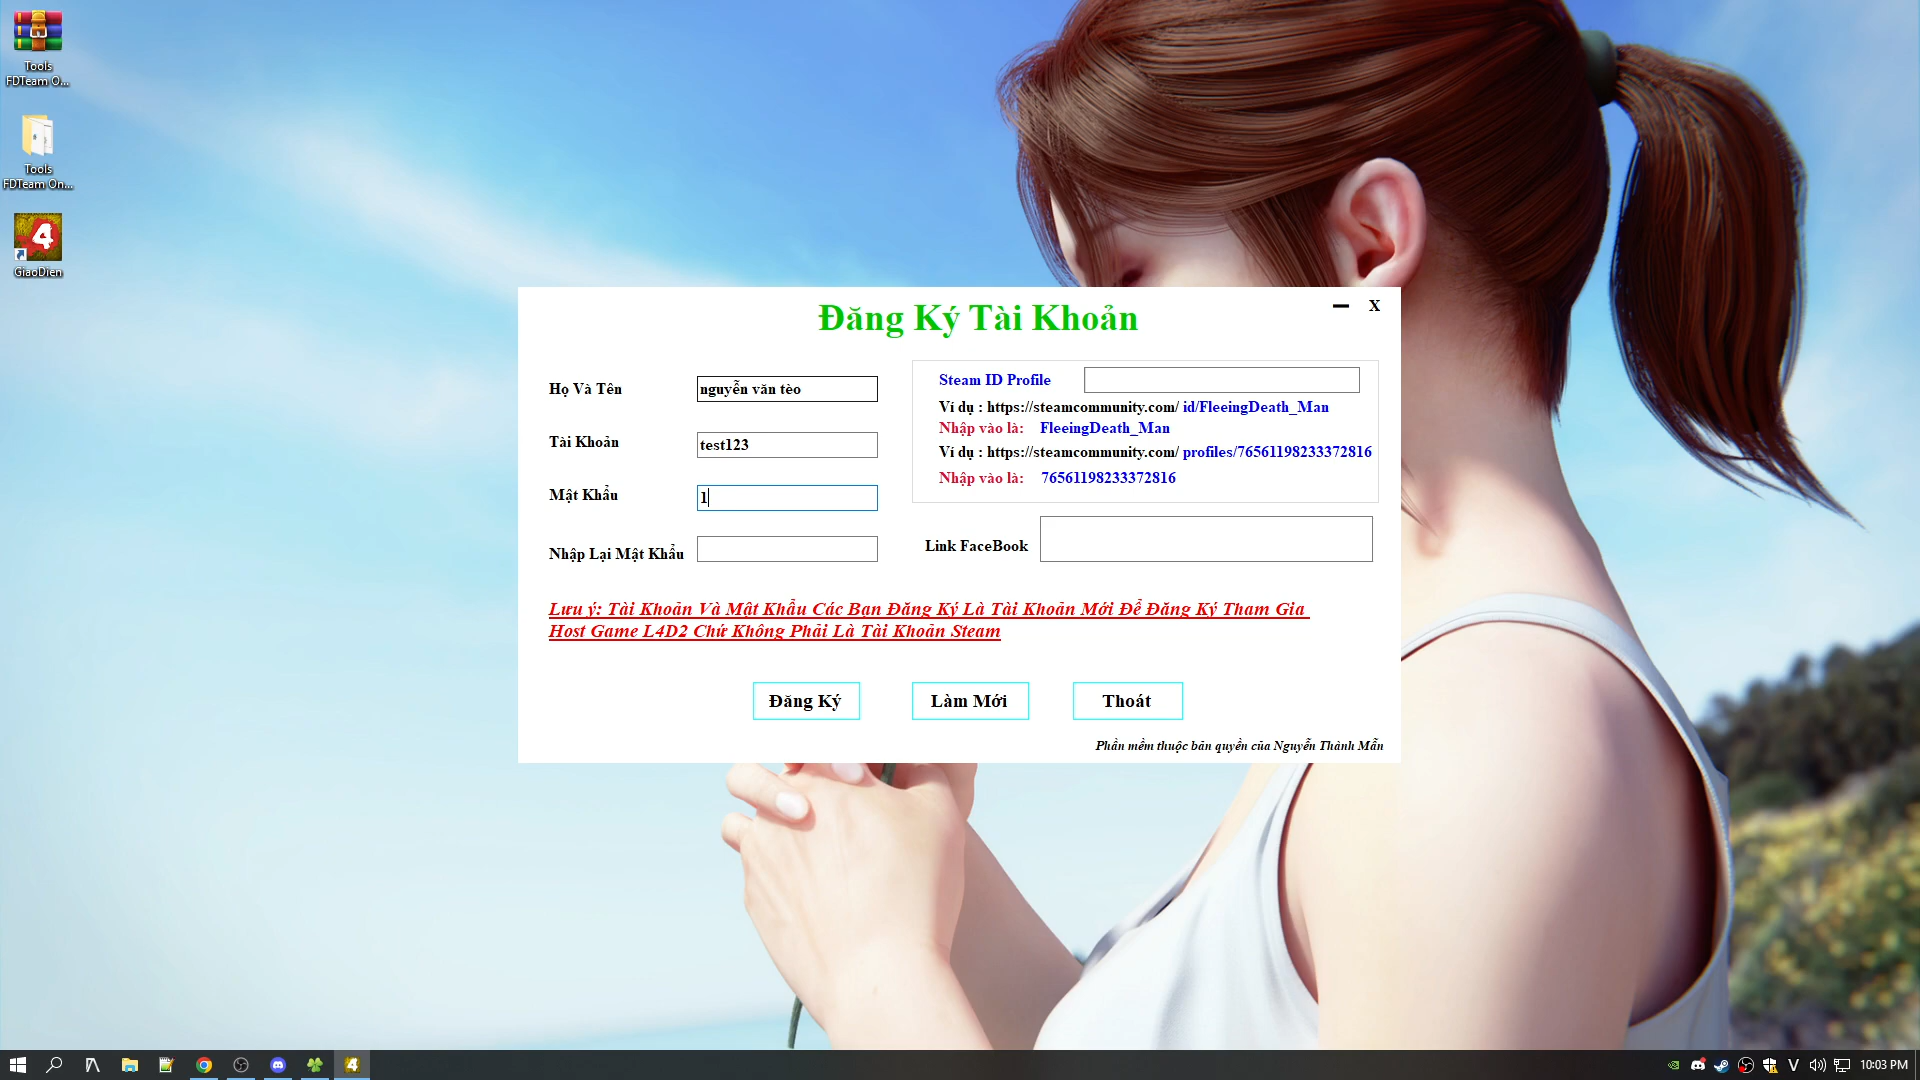 Tools
FDTeam O...
Tools
FDTeam On...
4
GiaoDien
X
Đăng Ký Tài Khoản
Họ Và Tên
nguyễn văn tèo
Tài Khoản
test123
Mật Khẩu
1
Nhập Lại Mật Khẩu
Steam ID Profile
Ví dụ : https://steamcommunity.com/ id/FleeingDeath_Man
Nhập vào là: FleeingDeath_Man
Ví dụ : https://steamcommunity.com/ profiles/76561198233372816
Nhập vào là: 76561198233372816
Link FaceBook
Lưu ý: Tài Khoản Và Mật Khẩu Các Bạn Đăng Ký Là Tài Khoản Mới Để Đăng Ký Tham Gia
Host Game L4D2 Chứ Không Phải Là Tài Khoản Steam
Đăng Ký
Làm Mới
Thoát
Phần mềm thuộc bản quyền của Nguyễn Thành Mẫn
4
V
10:03 PM